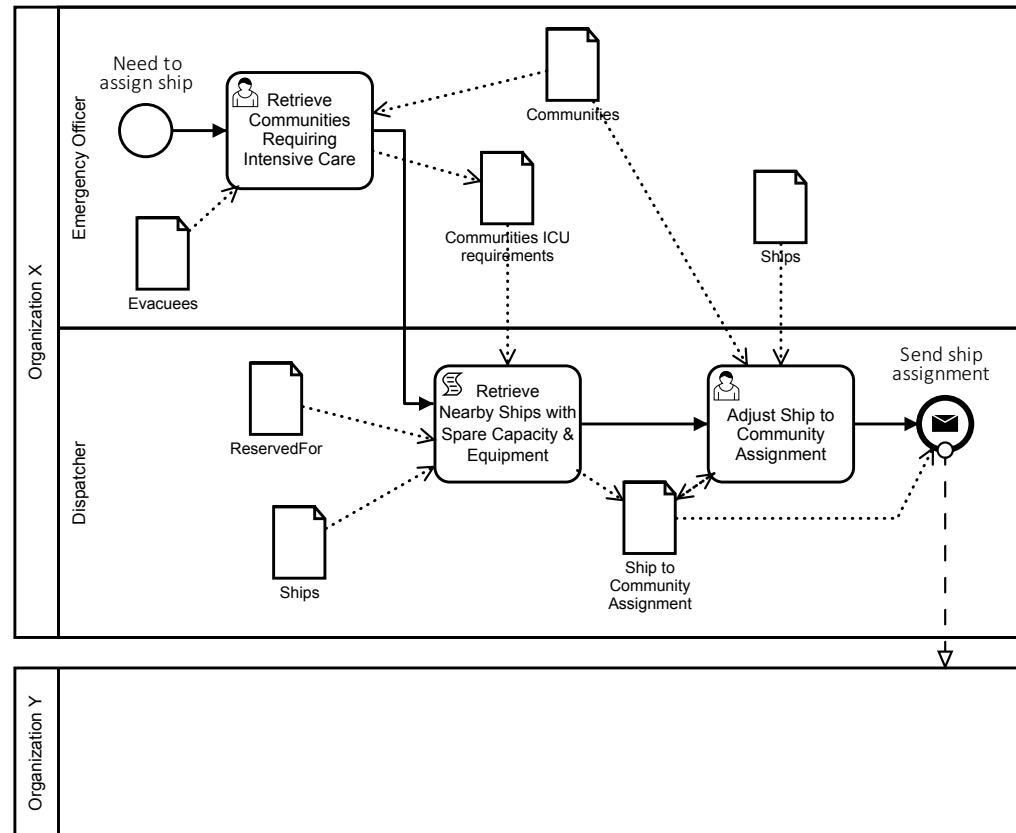 Organization X
Emergency Officer
Need to
assign ship
Retrieve
Communities
Requiring
Intensive Care
Communities
Evacuees
Communities ICU
requirements
Ships
Dispatcher
ReservedFor
Ships
Retrieve
Nearby Ships with
Spare Capacity &
Equipment
Adjust Ship to
Community
Assignment
Send ship
assignment
Ship to
Community
Assignment
Organization Y